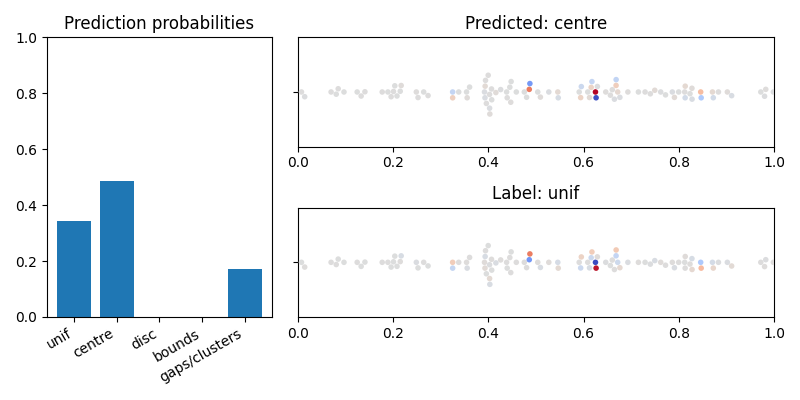 Prediction probabilities
1.0
0.8
0.6
0.4
0.2
0.0
unif
centre
disc
bounds
gaps/clusters
Predicted: centre
0.0 0.2 0.4 0.6 0.8 1.0
Label: unif
0.0 0.2 0.4 0.6 0.8 1.0